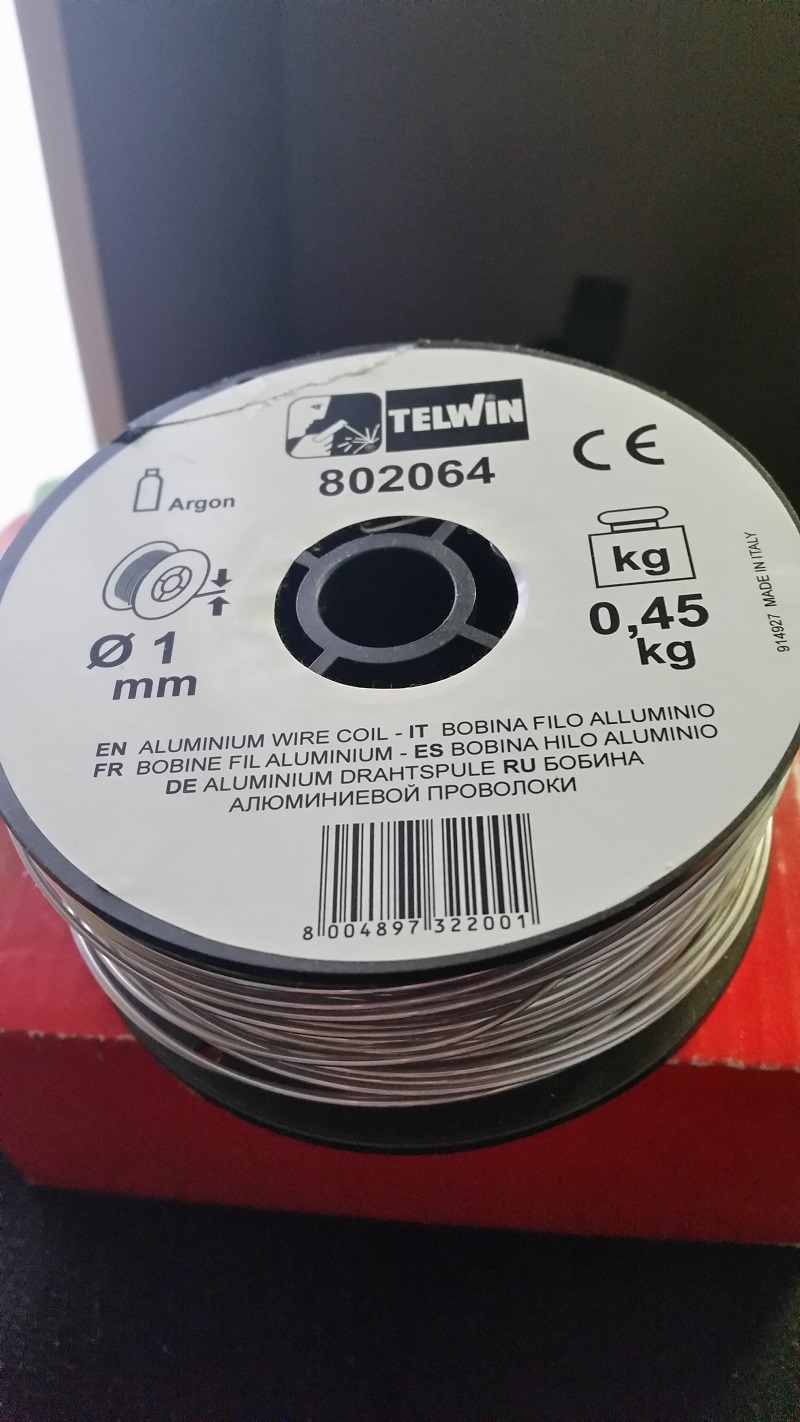 TELWIN
802064
CE
Argon
kg
Ø 1
mm
0,45
kg
914927 MADE IN ITALY
EN ALUMINIUM WIRE COIL - IT BOBINA FILO ALLUMINIO
FR BOBINE FIL ALUMINIUM - ES BOBINA HILO ALUMINIO
DE ALUMINIUM DRAHTSPULE RU БОБИНА
АЛЮМИНИЕВОЙ ПРОВОЛОКИ
8 004897 322001